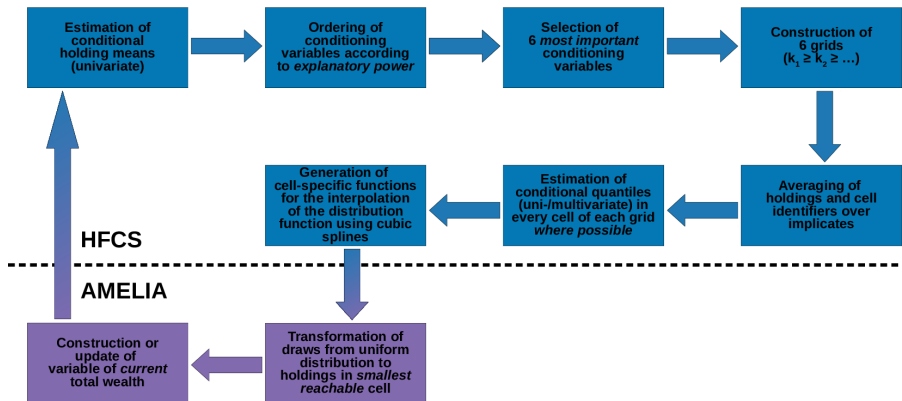 Estimation of
conditional
holding means
(univariate)
Ordering of
conditioning
variables according
to explanatory power
Selection of
6 most important
conditioning
variables
Construction of
6 grids
(k₁ ≥ k₂ ≥ …)
Averaging of
holdings and cell
identifiers over
implicates
Estimation of
conditional quantiles
(uni-/multivariate) in
every cell of each grid
where possible
Generation of
cell-specific functions
for the interpolation
of the distribution
function using cubic
splines
HFCS
AMELIA
Transformation of
draws from uniform
distribution to
holdings in smallest
reachable cell
Construction or
update of
variable of current
total wealth